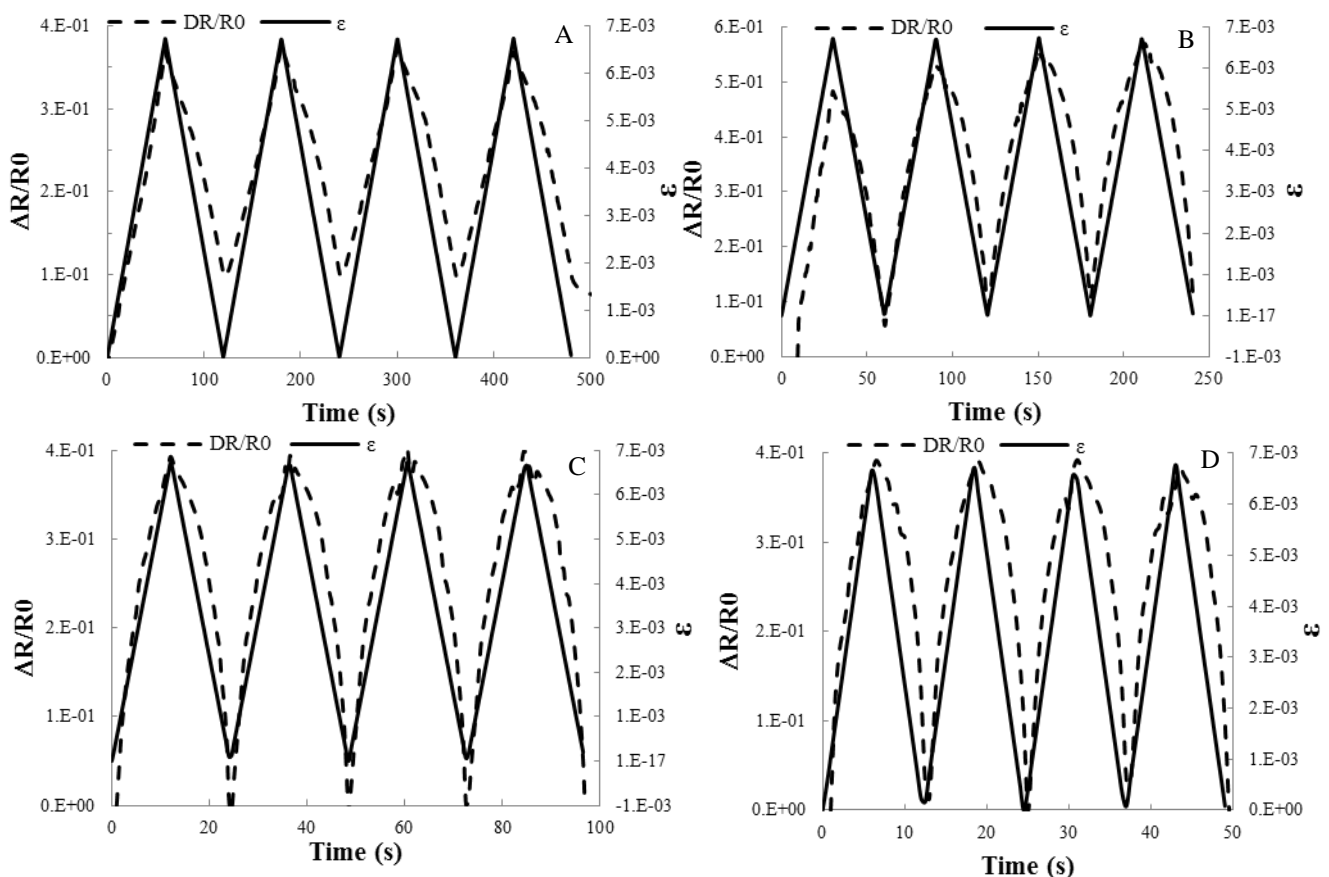 DR/R0 ε A
4.E-01 7.E-03
6.E-03
3.E-01 5.E-03
4.E-03
2.E-01 3.E-03
2.E-03
1.E-01 1.E-03
0.E+00 0.E+00
0 100 200 300 400 500
ΔR/R0
ε
Time (s)
DR/R0 ε B
6.E-01 7.E-03
5.E-01 6.E-03
5.E-03
4.E-01 4.E-03
3.E-01 3.E-03
2.E-01 2.E-03
1.E-03
1.E-01 1.E-17
0.E+00 -1.E-03
0 50 100 150 200 250
ΔR/R0
ε
Time (s)
DR/R0 ε C
4.E-01 7.E-03
6.E-03
3.E-01 5.E-03
4.E-03
2.E-01 3.E-03
2.E-03
1.E-01 1.E-03
1.E-17
0.E+00 -1.E-03
0 20 40 60 80 100
ΔR/R0
ε
Time (s)
DR/R0 ε D
4.E-01 7.E-03
6.E-03
3.E-01 5.E-03
4.E-03
2.E-01 3.E-03
2.E-03
1.E-01 1.E-03
0.E+00 0.E+00
0 10 20 30 40 50
ΔR/R0
ε
Time (s)